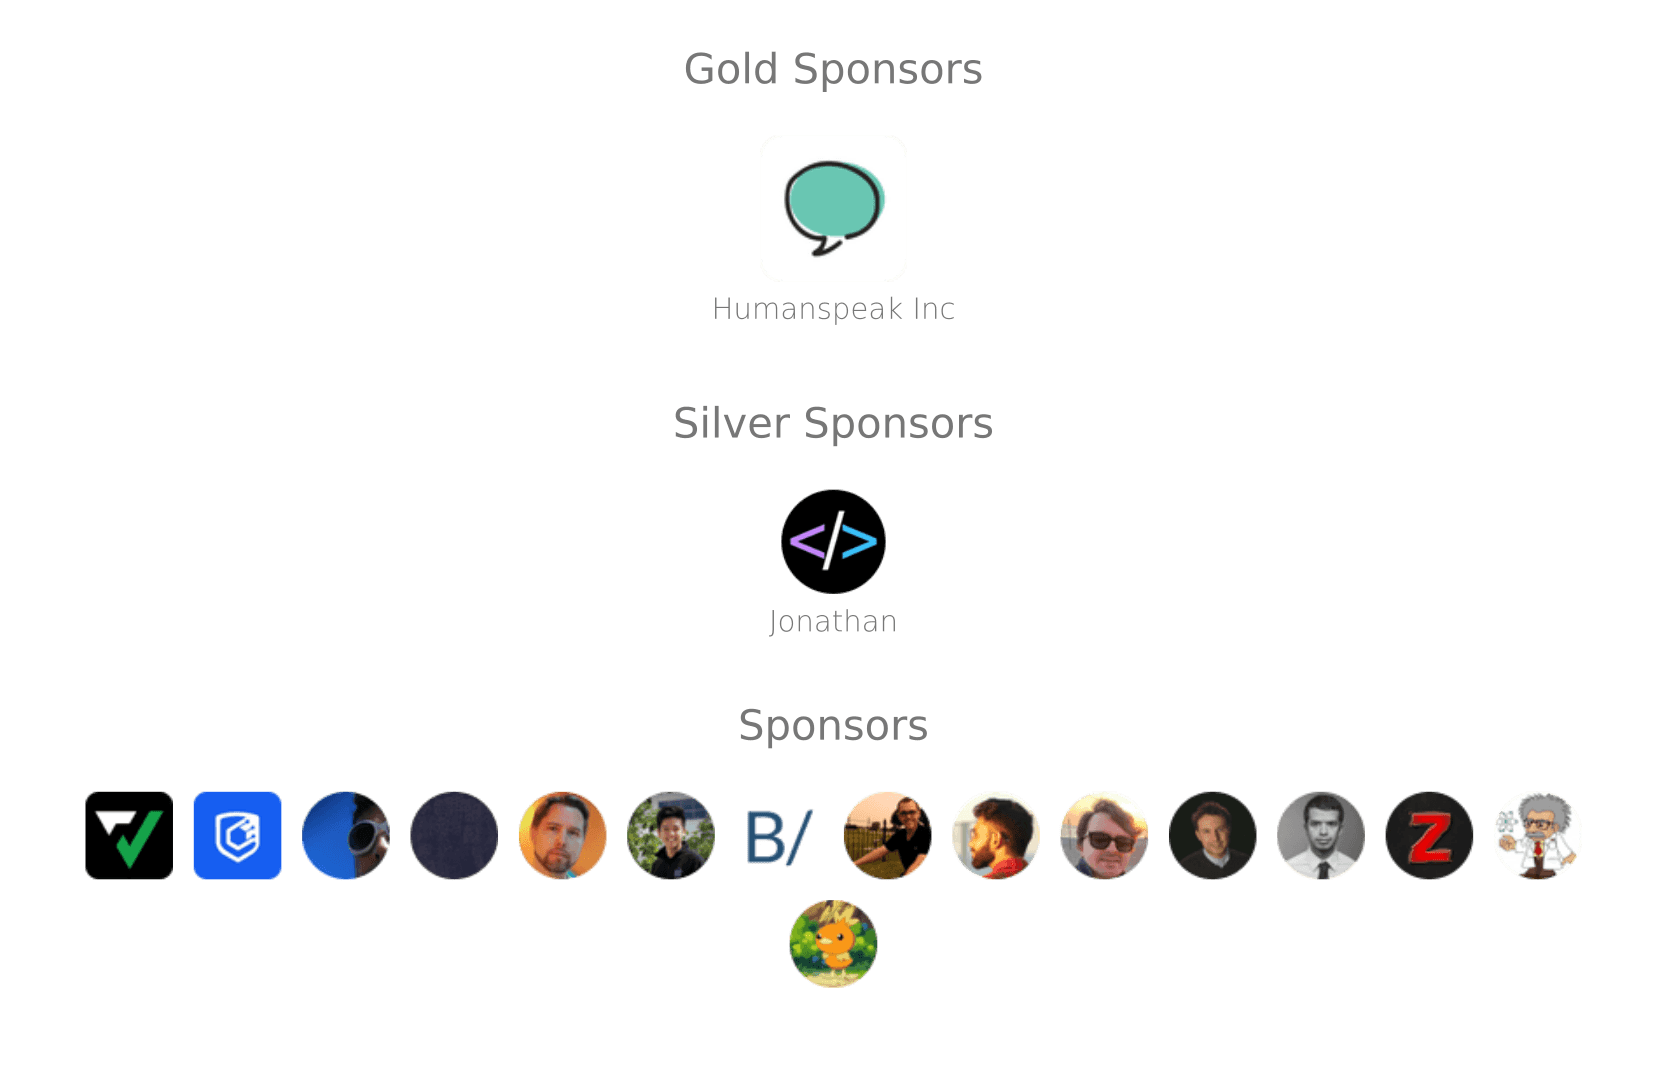 Gold Sponsors
Humanspeak Inc
Silver Sponsors
</>
Jonathan
Sponsors
B/
Z